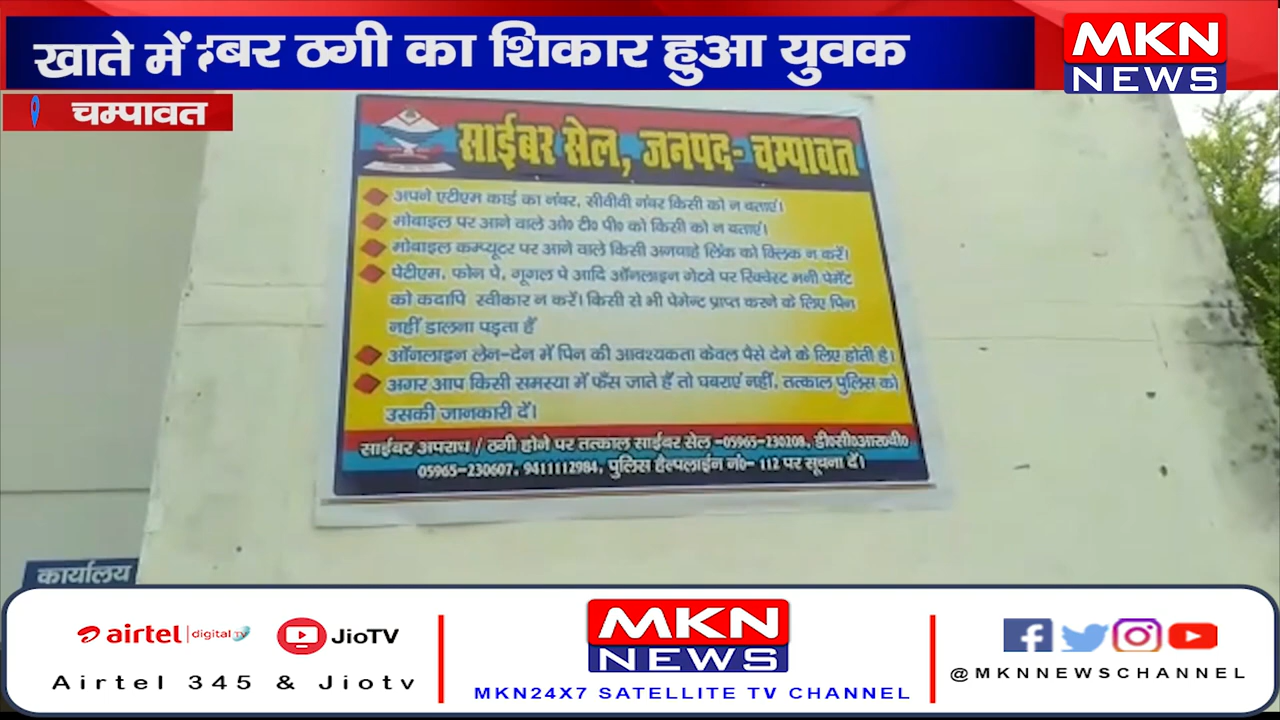 खाते में
बर ठगी का शिकार हुआ युवक
MKN
NEWS
चम्पावत
साईबर सेल, जनपद- चम्पावत
अपने एटीएम कार्ड का नंबर, सीवीवी नंबर किसी को न बताएं।
मोबाइल पर आने वाले ओ० टी० पी० को किसी को न बताएं।
मोबाइल कम्प्यूटर पर आने वाले किसी अनचाहे लिंक को क्लिक न करें।
पेटीएम, फोन पे, गूगल पे आदि ऑनलाइन गेटवे पर रिक्वेस्ट मनी पेमेंट
को कदापि स्वीकार न करें। किसी से भी पेमेन्ट प्राप्त करने के लिए पिन
नहीं डालना पड़ता हैं
ऑनलाइन लेन-देन में पिन की आवश्यकता केवल पैसे देने के लिए होती है।
अगर आप किसी समस्या में फँस जाते हैं तो घबराएं नहीं, तत्काल पुलिस को
उसकी जानकारी दें।
साईबर अपराध / ठगी होने पर तत्काल साईबर सेल -05965-230208, डी०सी०आर०वी०
05965-230607, 9411112984, पुलिस हैल्पलाईन नं०- 112 पर सूचना दें।
कार्यालय
airtel digital TV
JioTV
Airtel 345 & Jiotv
MKN
NEWS
MKN24X7 SATELLITE TV CHANNEL
@MKNNEWSCHANNEL